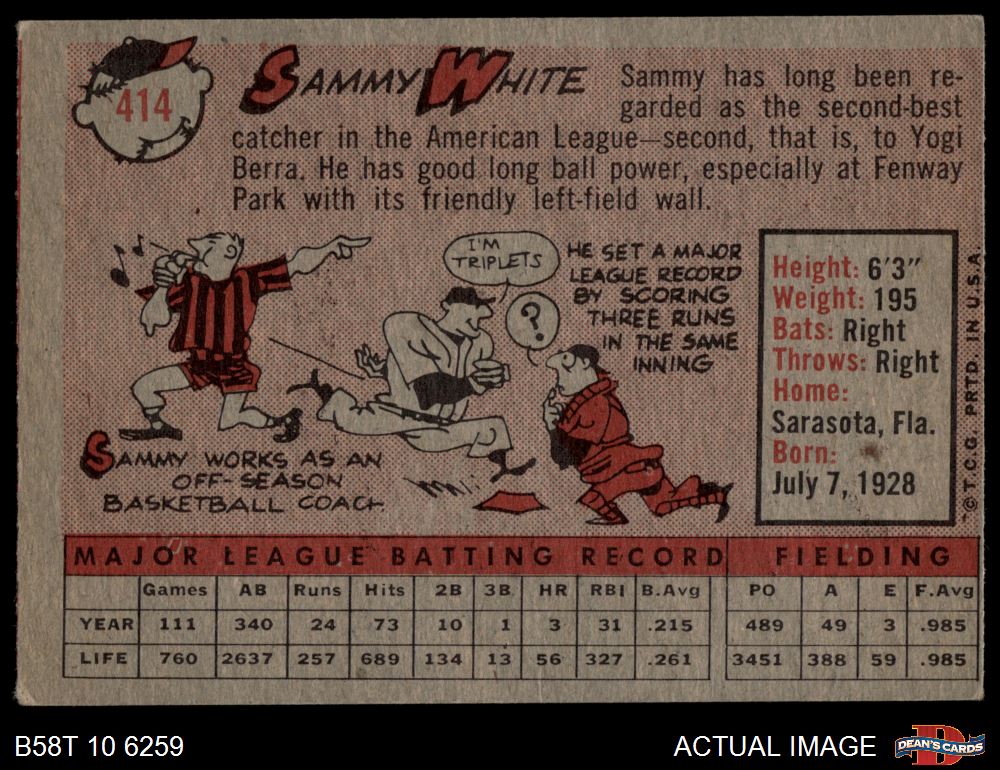 414
SAMMY WHITE
Sammy has long been re-
garded as the second-best
catcher in the American League—second, that is, to Yogi
Berra. He has good long ball power, especially at Fenway
Park with its friendly left-field wall.
I'M
TRIPLETS
?
HE SET A MAJOR
LEAGUE RECORD
BY SCORING
THREE RUNS
IN THE SAME
INNING
SAMMY WORKS AS AN
OFF-SEASON
BASKETBALL COACH
Height: 6'3"
Weight: 195
Bats: Right
Throws: Right
Home:
Sarasota, Fla.
Born:
July 7, 1928
© T.C.G. PRTD. IN U.S.A.
MAJOR LEAGUE BATTING RECORD FIELDING
Games AB Runs Hits 2B 3B HR RBI B.Avg PO A E F.Avg
YEAR 111 340 24 73 10 1 3 31 .215 489 49 3 .985
LIFE 760 2637 257 689 134 13 56 327 .261 3451 388 59 .985
B58T 10 6259 ACTUAL IMAGE
D
DEAN'S CARDS